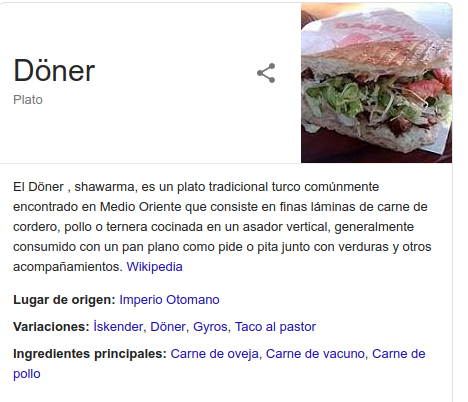 Döner
Plato
El Döner , shawarma, es un plato tradicional turco comúnmente
encontrado en Medio Oriente que consiste en finas láminas de carne de
cordero, pollo o ternera cocinada en un asador vertical, generalmente
consumido con un pan plano como pide o pita junto con verduras y otros
acompañamientos. Wikipedia
Lugar de origen: Imperio Otomano
Variaciones: İskender, Döner, Gyros, Taco al pastor
Ingredientes principales: Carne de oveja, Carne de vacuno, Carne de
pollo